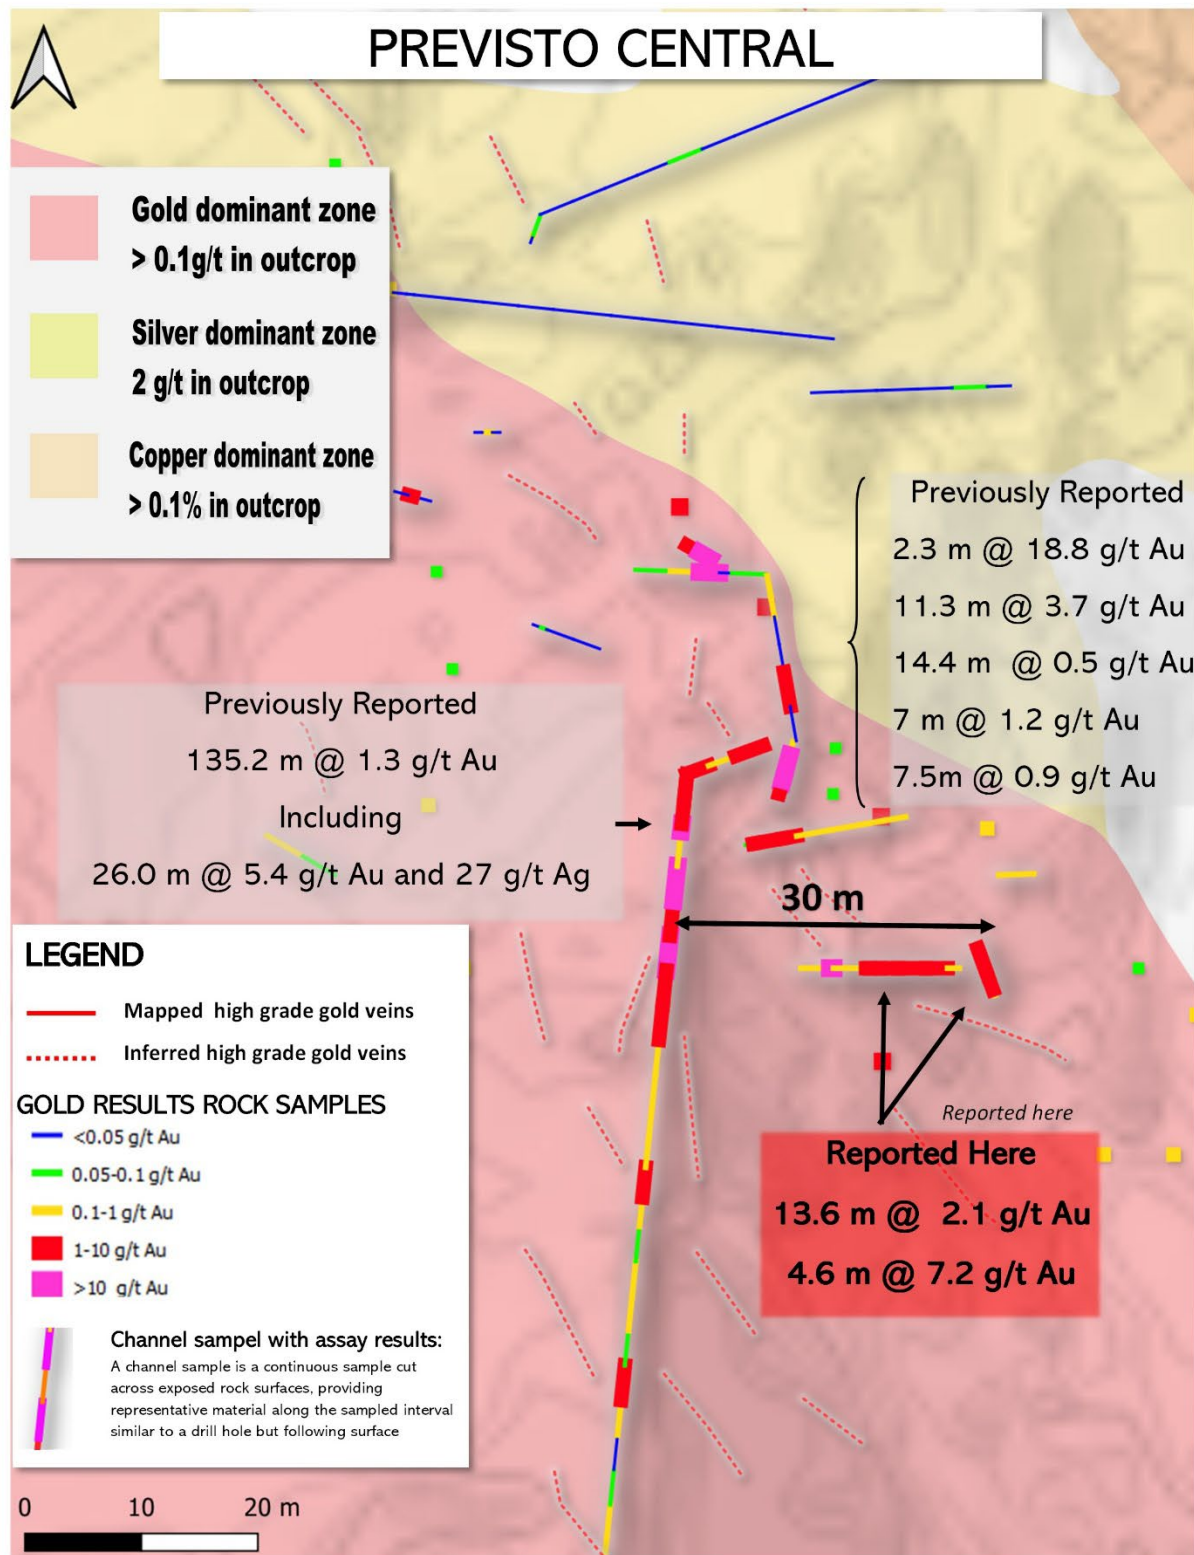 PREVISTO CENTRAL
Gold dominant zone
> 0.1g/t in outcrop
Silver dominant zone
2 g/t in outcrop
Copper dominant zone
> 0.1% in outcrop
Previously Reported
2.3 m @ 18.8 g/t Au
11.3 m @ 3.7 g/t Au
14.4 m @ 0.5 g/t Au
7 m @ 1.2 g/t Au
7.5m @ 0.9 g/t Au
Previously Reported
135.2 m @ 1.3 g/t Au
Including
26.0 m @ 5.4 g/t Au and 27 g/t Ag
30 m
Reported here
Reported Here
13.6 m @ 2.1 g/t Au
4.6 m @ 7.2 g/t Au
LEGEND
Mapped high grade gold veins
Inferred high grade gold veins
GOLD RESULTS ROCK SAMPLES
<0.05 g/t Au
0.05-0.1 g/t Au
0.1-1 g/t Au
1-10 g/t Au
>10 g/t Au
Channel sampel with assay results:
A channel sample is a continuous sample cut
across exposed rock surfaces, providing
representative material along the sampled interval
similar to a drill hole but following surface
0 10 20 m